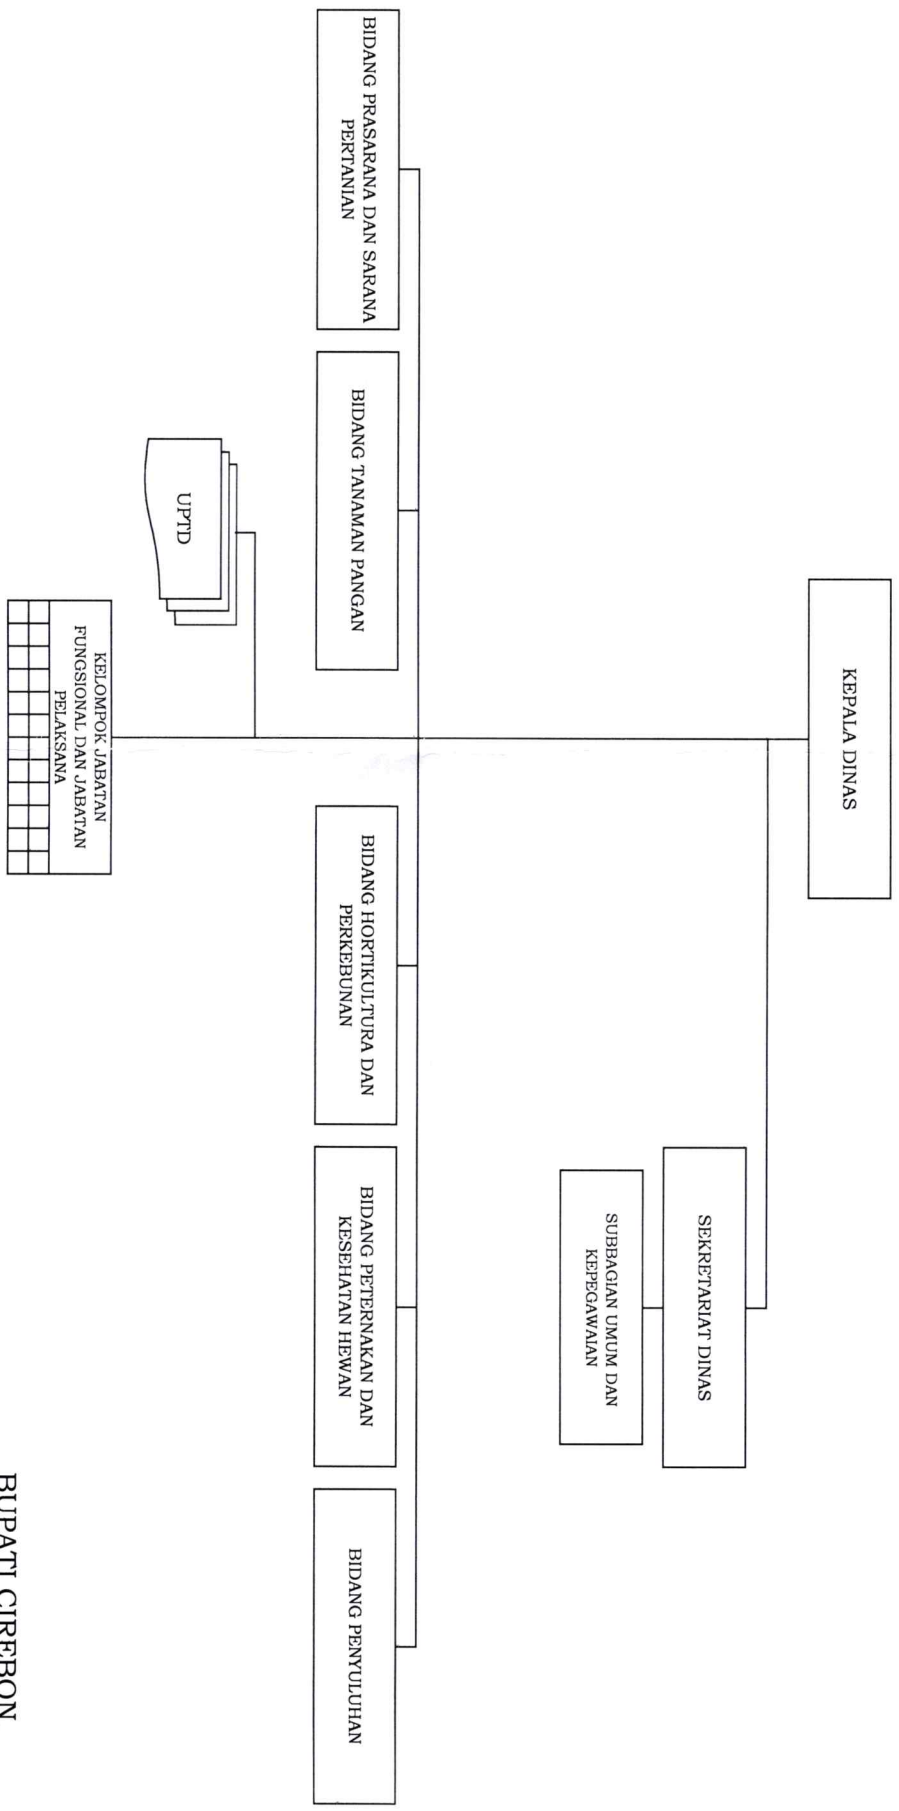 KEPALA DINAS
SEKRETARIAT DINAS
SUBBAGIAN UMUM DAN
KEPEGAWAIAN
BIDANG PRASARANA DAN SARANA
PERTANIAN
BIDANG TANAMAN PANGAN
BIDANG HORTIKULTURA DAN
PERKEBUNAN
BIDANG PETERNAKAN DAN
KESEHATAN HEWAN
BIDANG PENYULUHAN
UPTD
KELOMPOK JABATAN
FUNGSIONAL DAN JABATAN
PELAKSANA
BUPATI CIREBON